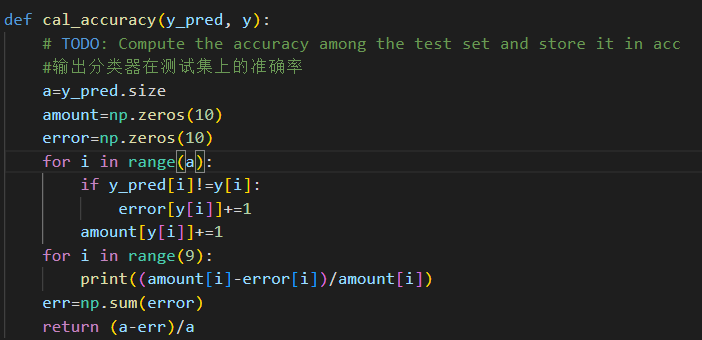 def cal_accuracy(y_pred, y):
    # TODO: Compute the accuracy among the test set and store it in acc
    #输出分类器在测试集上的准确率
    a=y_pred.size
    amount=np.zeros(10)
    error=np.zeros(10)
    for i in range(a):
        if y_pred[i]!=y[i]:
            error[y[i]]+=1
        amount[y[i]]+=1
    for i in range(9):
        print((amount[i]-error[i])/amount[i])
    err=np.sum(error)
    return (a-err)/a